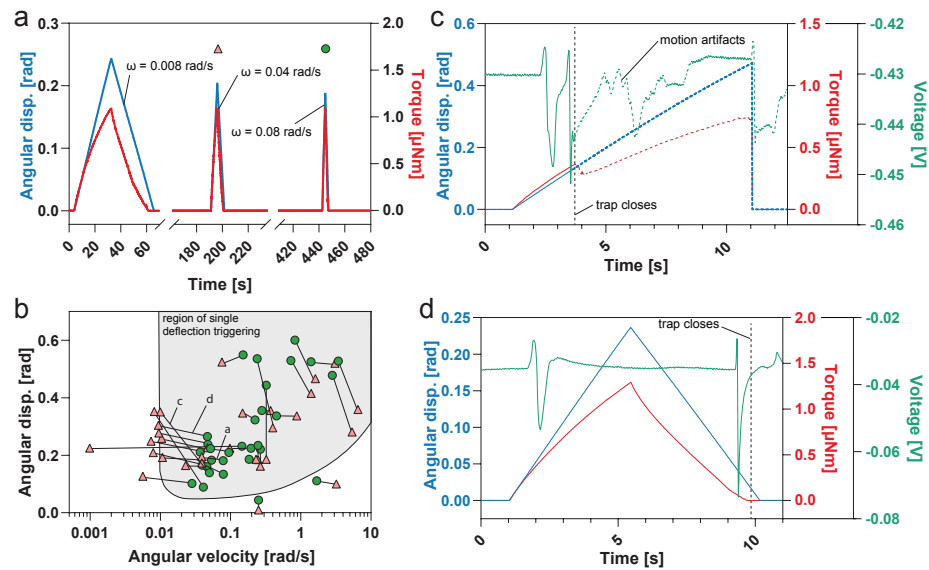 a
Angular disp. [rad]
0.3
0.2
0.1
0.0
ω = 0.008 rad/s
ω = 0.04 rad/s
ω = 0.08 rad/s
2.0
1.5
1.0
0.5
0.0
Torque [µNm]
0
20
40
60
180
200
220
420
440
460
480
Time [s]
b
Angular disp. [rad]
0.6
0.4
0.2
0.0
region of single
deflection triggering
c
d
a
0.001
0.01
0.1
1
10
Angular velocity [rad/s]
c
Angular disp. [rad]
0.6
0.4
0.2
0.0
motion artifacts
trap closes
1.5
1.0
0.5
0.0
Torque [µNm]
-0.42
-0.43
-0.44
-0.45
-0.46
Voltage [V]
0
5
10
Time [s]
d
Angular disp. [rad]
0.25
0.20
0.15
0.10
0.05
0.00
trap closes
2.0
1.5
1.0
0.5
0.0
Torque [µNm]
-0.02
-0.04
-0.06
-0.08
Voltage [V]
0
5
10
Time [s]